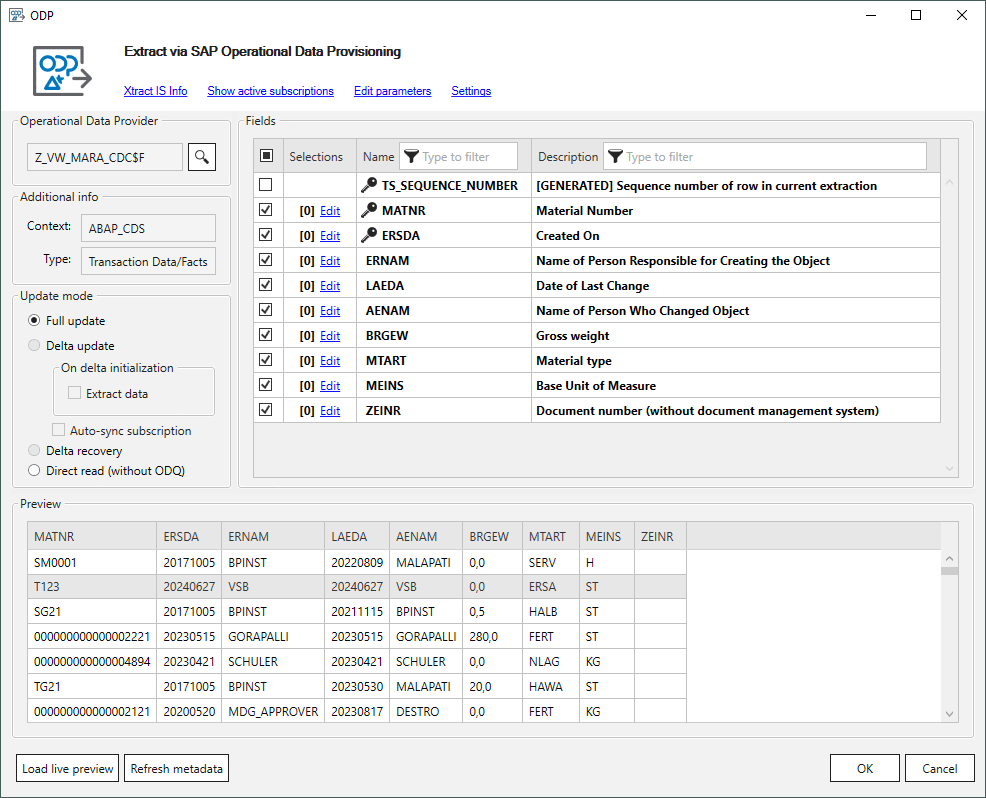 ODP
Extract via SAP Operational Data Provisioning
Xtract IS Info Show active subscriptions Edit parameters Settings
Operational Data Provider
Z_VW_MARA_CDC$F
Additional info
Context: ABAP_CDS
Type: Transaction Data/Facts
Update mode
Full update
Delta update
On delta initialization
Extract data
Auto-sync subscription
Delta recovery
Direct read (without ODQ)
Fields
Selections Name Type to filter Description Type to filter
TS_SEQUENCE_NUMBER [GENERATED] Sequence number of row in current extraction
[0] Edit MATNR Material Number
[0] Edit ERSDA Created On
[0] Edit ERNAM Name of Person Responsible for Creating the Object
[0] Edit LAEDA Date of Last Change
[0] Edit AENAM Name of Person Who Changed Object
[0] Edit BRGEW Gross weight
[0] Edit MTART Material type
[0] Edit MEINS Base Unit of Measure
[0] Edit ZEINR Document number (without document management system)
Preview
MATNR ERSDA ERNAM LAEDA AENAM BRGEW MTART MEINS ZEINR
SM0001 20171005 BPINST 20220809 MALAPATI 0,0 SERV H
T123 20240627 VSB 20240627 VSB 0,0 ERSA ST
SG21 20171005 BPINST 20211115 BPINST 0,5 HALB ST
000000000000002221 20230515 GORAPALLI 20230515 GORAPALLI 280,0 FERT ST
000000000000004894 20230421 SCHULER 20230421 SCHULER 0,0 NLAG KG
TG21 20171005 BPINST 20230530 MALAPATI 20,0 HAWA ST
000000000000002121 20200520 MDG_APPROVER 20230817 DESTRO 0,0 FERT KG
Load live preview Refresh metadata OK Cancel